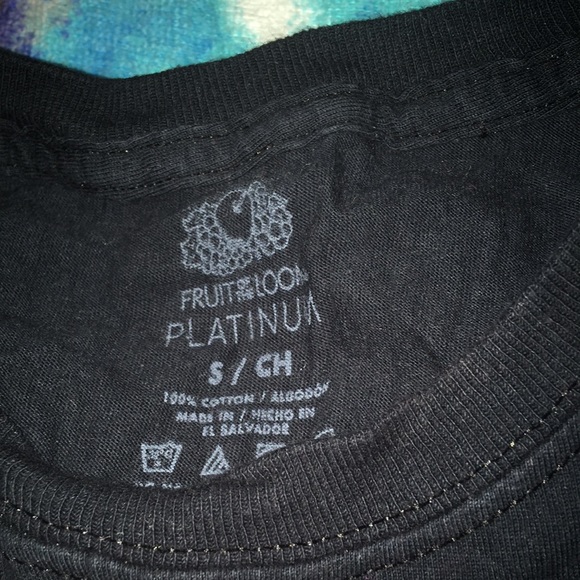 FRUIT OF THE LOOM
PLATINUM
S / CH
100% COTTON / ALGODÓN
MADE IN / HECHO EN
EL SALVADOR